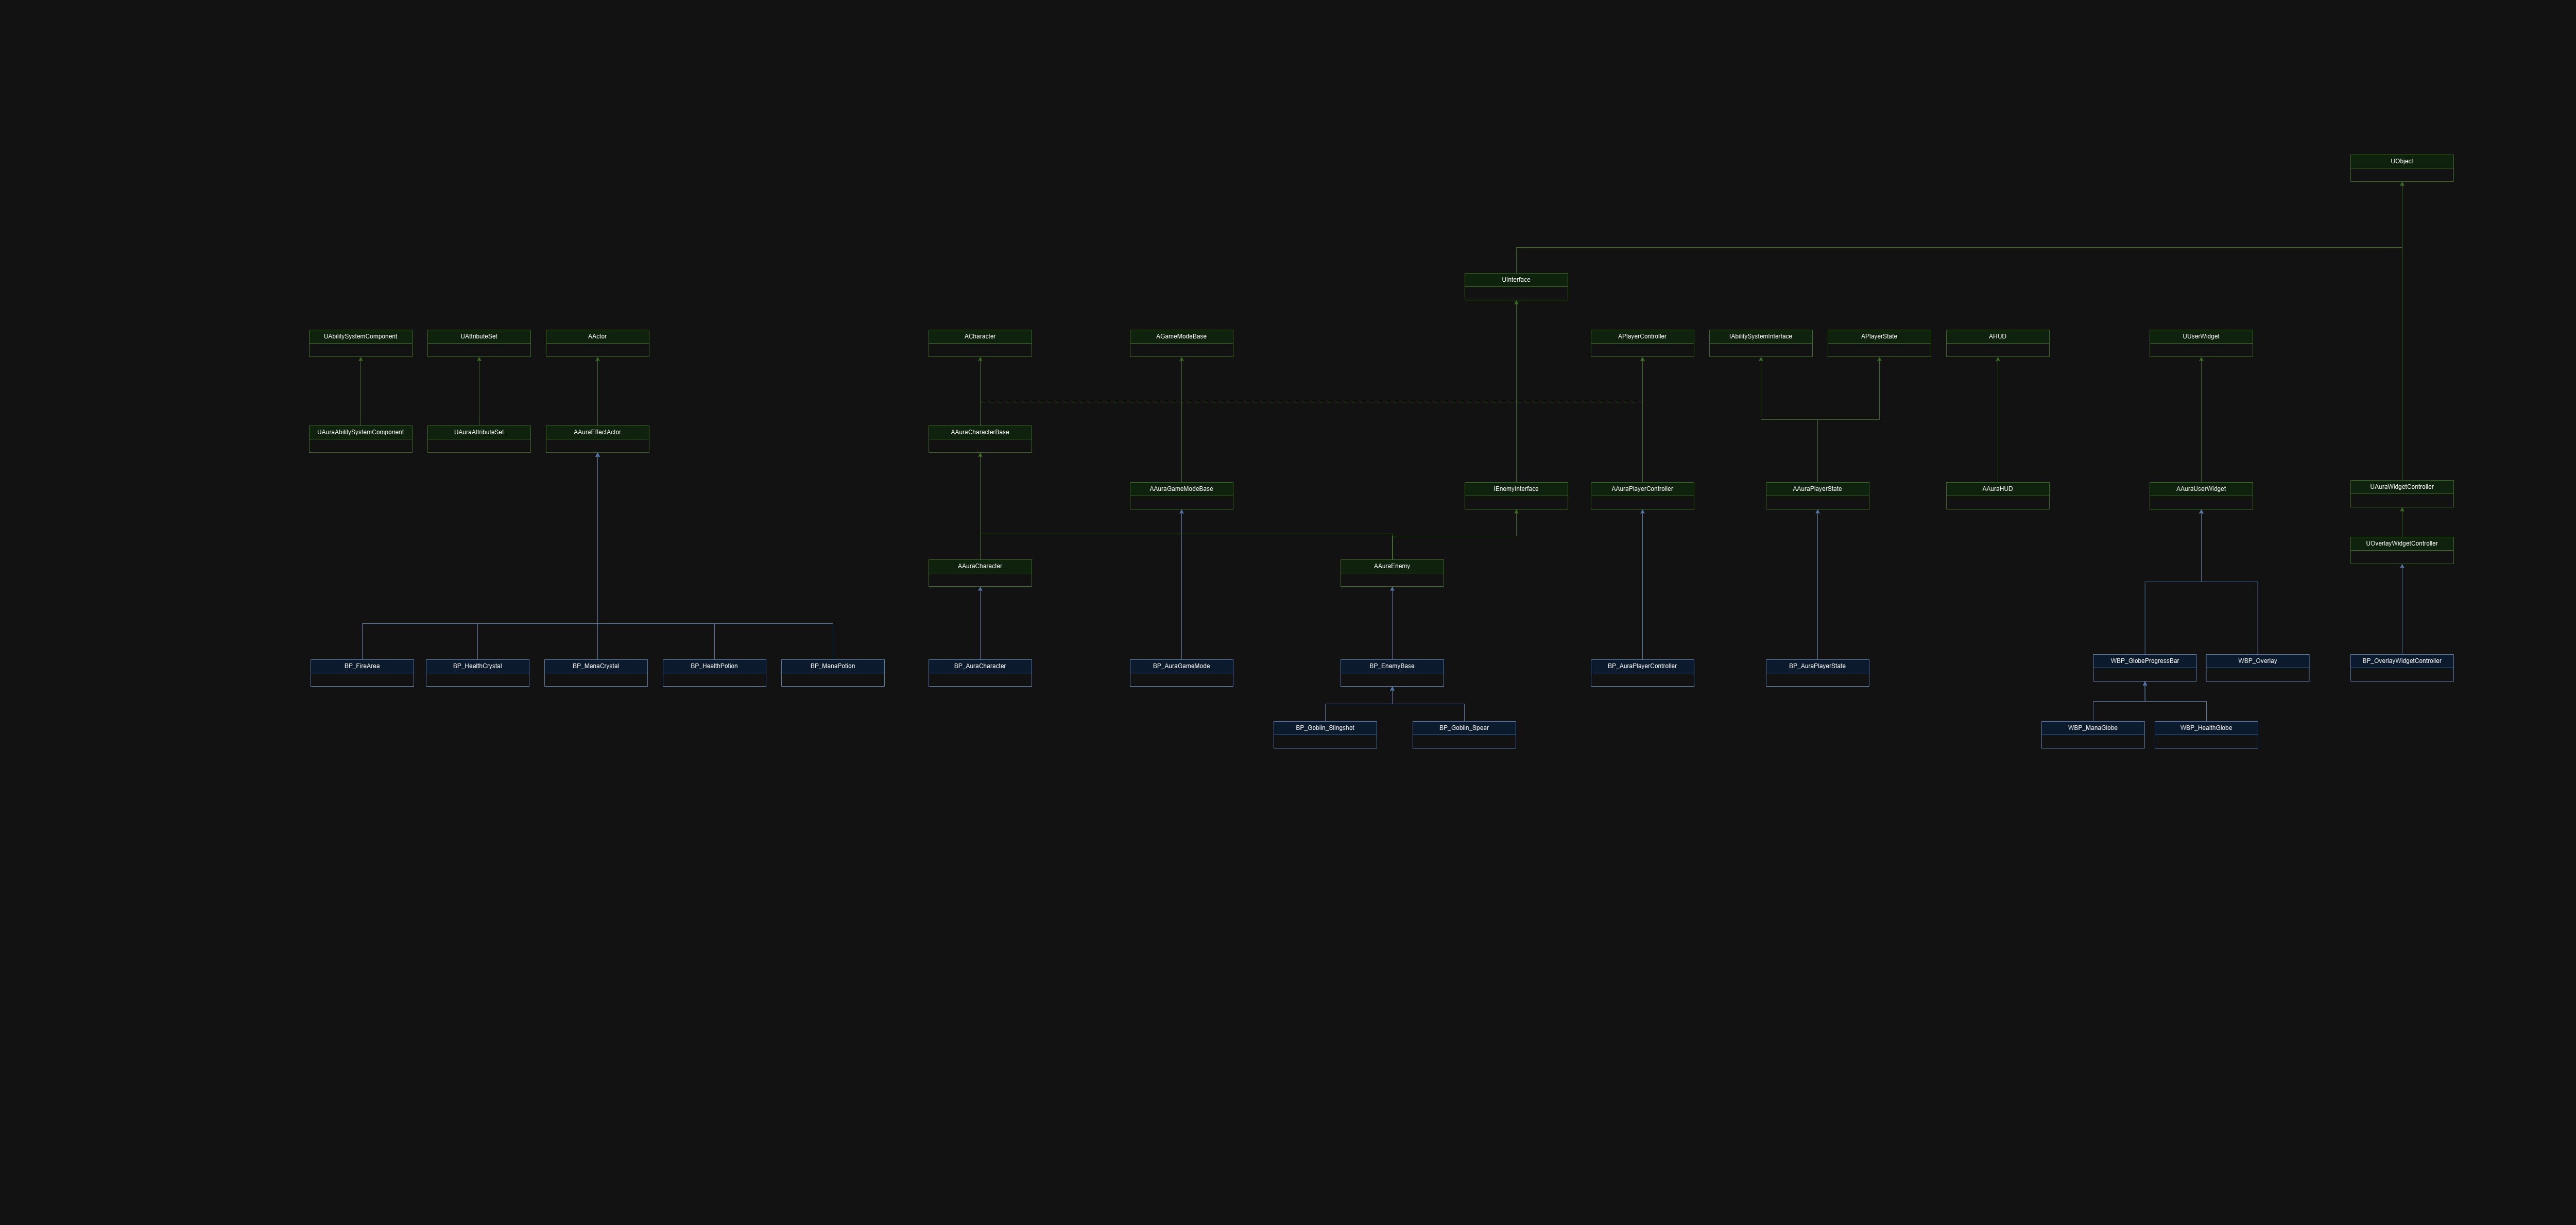 UObject
UInterface
UAbilitySystemComponent
UAttributeSet
AActor
ACharacter
AGameModeBase
APlayerController
IAbilitySystemInterface
APlayerState
AHUD
UUserWidget
UAuraAbilitySystemComponent
UAuraAttributeSet
AAuraEffectActor
AAuraCharacterBase
AAuraGameModeBase
IEnemyInterface
AAuraPlayerController
AAuraPlayerState
AAuraHUD
AAuraUserWidget
UAuraWidgetController
UOverlayWidgetController
AAuraCharacter
AAuraEnemy
BP_FireArea
BP_HealthCrystal
BP_ManaCrystal
BP_HealthPotion
BP_ManaPotion
BP_AuraCharacter
BP_AuraGameMode
BP_EnemyBase
BP_AuraPlayerController
BP_AuraPlayerState
WBP_GlobeProgressBar
WBP_Overlay
BP_OverlayWidgetController
BP_Goblin_Slingshot
BP_Goblin_Spear
WBP_ManaGlobe
WBP_HealthGlobe